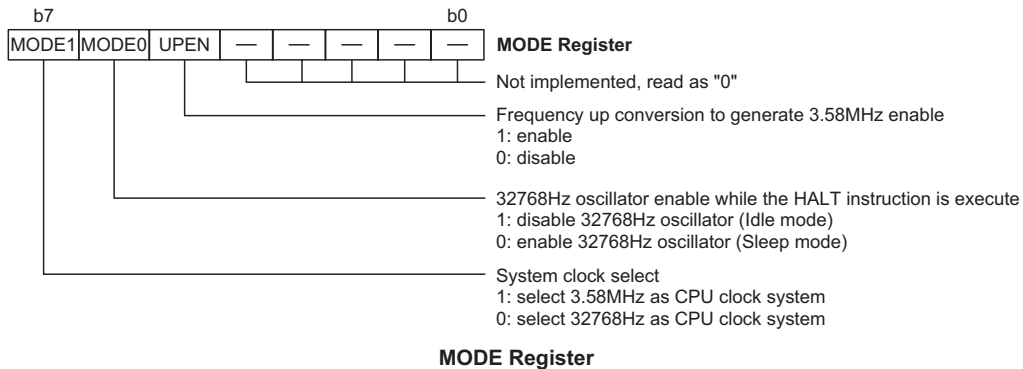 b7 b0
MODE1 MODE0 UPEN — — — — — MODE Register
Not implemented, read as "0"
Frequency up conversion to generate 3.58MHz enable
1: enable
0: disable
32768Hz oscillator enable while the HALT instruction is execute
1: disable 32768Hz oscillator (Idle mode)
0: enable 32768Hz oscillator (Sleep mode)
System clock select
1: select 3.58MHz as CPU clock system
0: select 32768Hz as CPU clock system
MODE Register